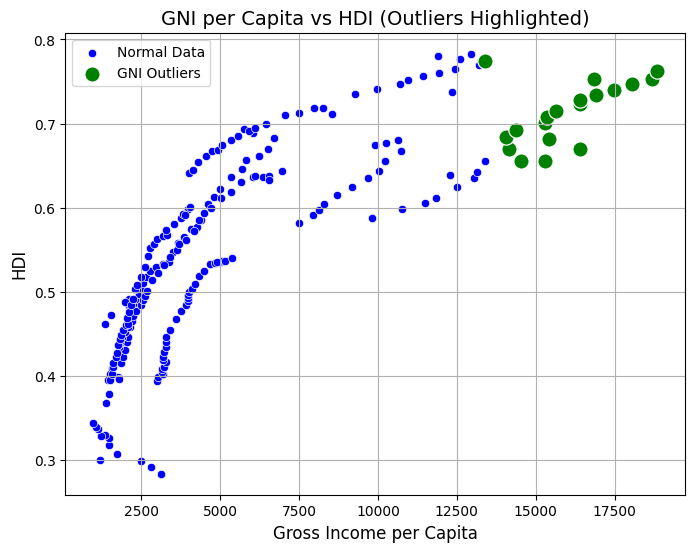 GNI per Capita vs HDI (Outliers Highlighted)
Normal Data
GNI Outliers
HDI
0.8
0.7
0.6
0.5
0.4
0.3
2500 5000 7500 10000 12500 15000 17500
Gross Income per Capita